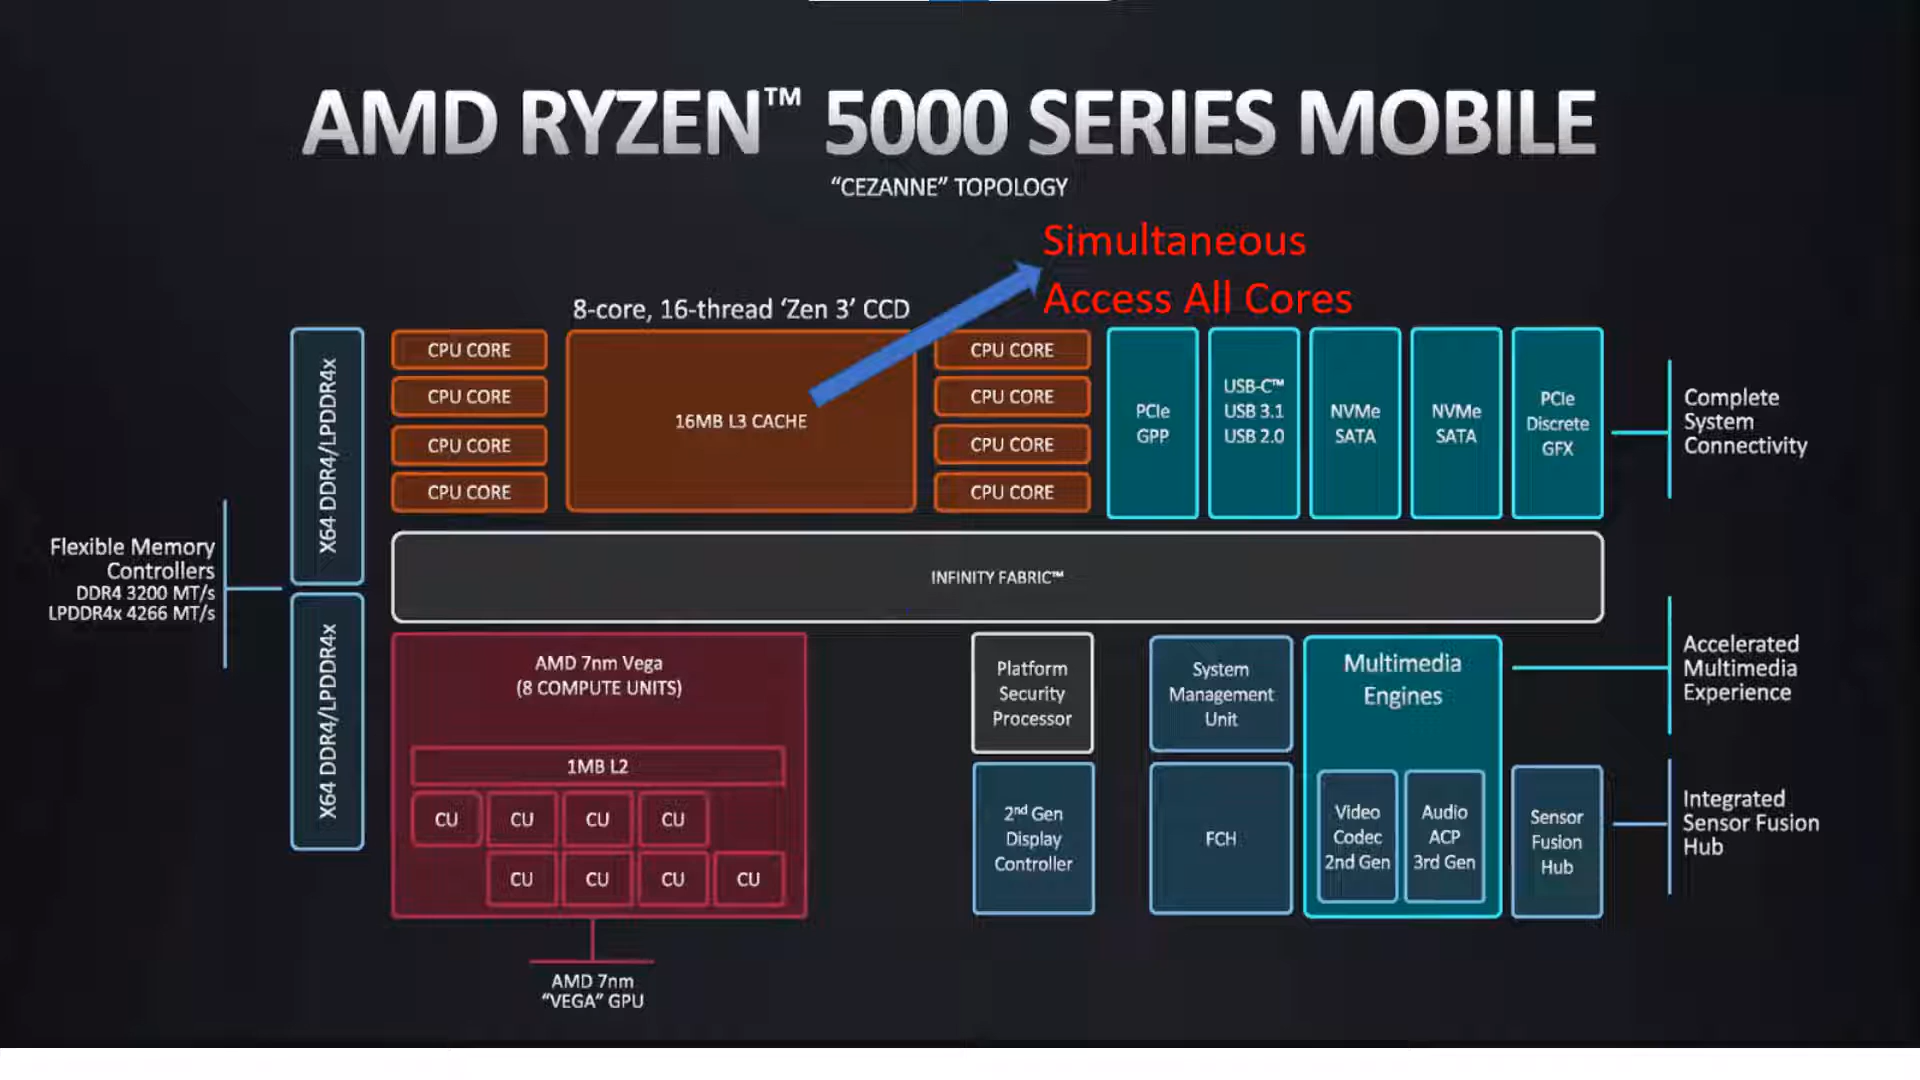 AMD RYZEN™ 5000 SERIES MOBILE
“CEZANNE” TOPOLOGY
Simultaneous
Access All Cores
8-core, 16-thread ‘Zen 3’ CCD
X64 DDR4/LPDDR4x
X64 DDR4/LPDDR4x
Flexible Memory
Controllers
DDR4 3200 MT/s
LPDDR4x 4266 MT/s
CPU CORE
CPU CORE
CPU CORE
CPU CORE
16MB L3 CACHE
CPU CORE
CPU CORE
CPU CORE
CPU CORE
PCIe
GPP
USB-C™
USB 3.1
USB 2.0
NVMe
SATA
NVMe
SATA
PCIe
Discrete
GFX
Complete
System
Connectivity
INFINITY FABRIC™
AMD 7nm Vega
(8 COMPUTE UNITS)
1MB L2
CU
CU
CU
CU
CU
CU
CU
CU
AMD 7nm
“VEGA” GPU
Platform
Security
Processor
2nd Gen
Display
Controller
System
Management
Unit
FCH
Multimedia
Engines
Video
Codec
2nd Gen
Audio
ACP
3rd Gen
Sensor
Fusion
Hub
Accelerated
Multimedia
Experience
Integrated
Sensor Fusion
Hub